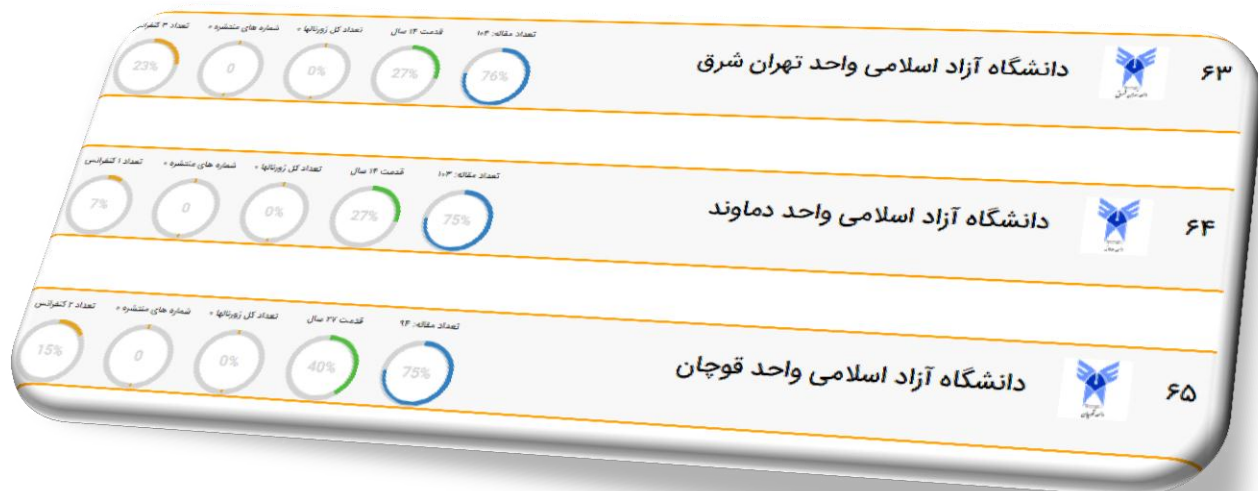 ۶۳
دانشگاه آزاد اسلامی واحد تهران شرق
تعداد مقاله: ۱۰۴
76%
قدمت ۱۴ سال
27%
تعداد کل ژورنالها ۰
0%
شماره های منتشره ۰
0
تعداد ۳ کنفرانس
23%
۶۴
دانشگاه آزاد اسلامی واحد دماوند
تعداد مقاله: ۱۰۳
75%
قدمت ۱۴ سال
27%
تعداد کل ژورنالها ۰
0%
شماره های منتشره ۰
0
تعداد ۱ کنفرانس
7%
۶۵
دانشگاه آزاد اسلامی واحد قوچان
تعداد مقاله: ۹۴
75%
قدمت ۲۷ سال
40%
تعداد کل ژورنالها ۰
0%
شماره های منتشره ۰
0
تعداد ۲ کنفرانس
15%